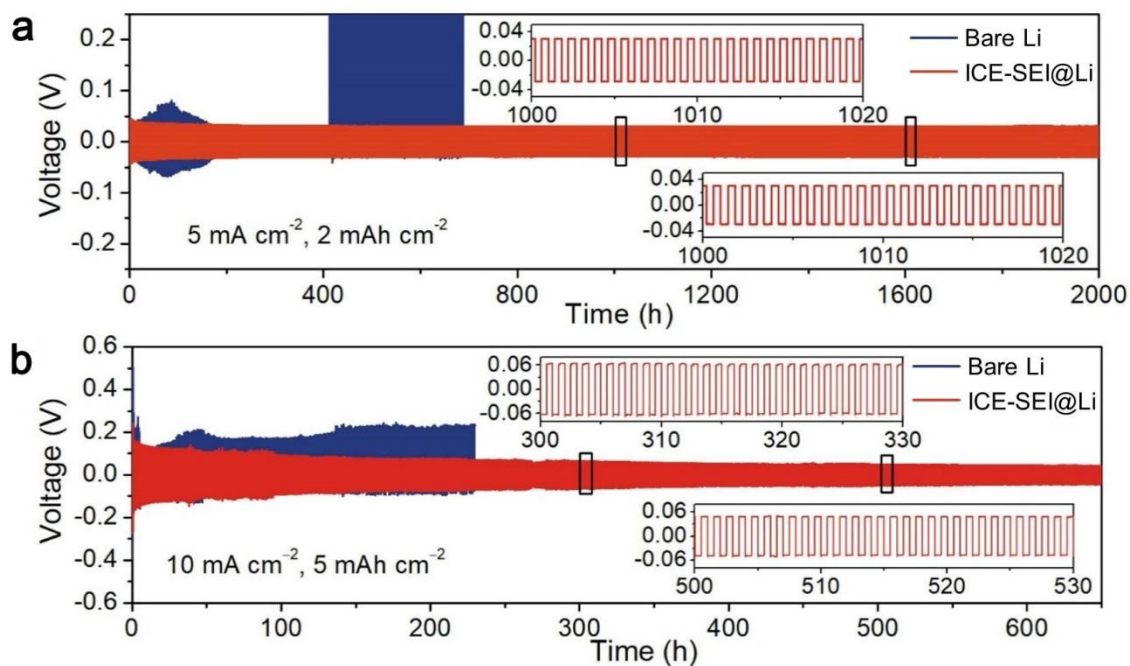 a
Voltage (V)
0.2
0.1
0.0
-0.1
-0.2
0.04
0.00
-0.04
1000 1010 1020
Bare Li
ICE-SEI@Li
0.04
0.00
-0.04
1000 1010 1020
5 mA cm⁻², 2 mAh cm⁻²
0 400 800 1200 1600 2000
Time (h)
b
Voltage (V)
0.6
0.4
0.2
0.0
-0.2
-0.4
-0.6
0.06
0.00
-0.06
300 310 320 330
Bare Li
ICE-SEI@Li
0.06
0.00
-0.06
500 510 520 530
10 mA cm⁻², 5 mAh cm⁻²
0 100 200 300 400 500 600
Time (h)